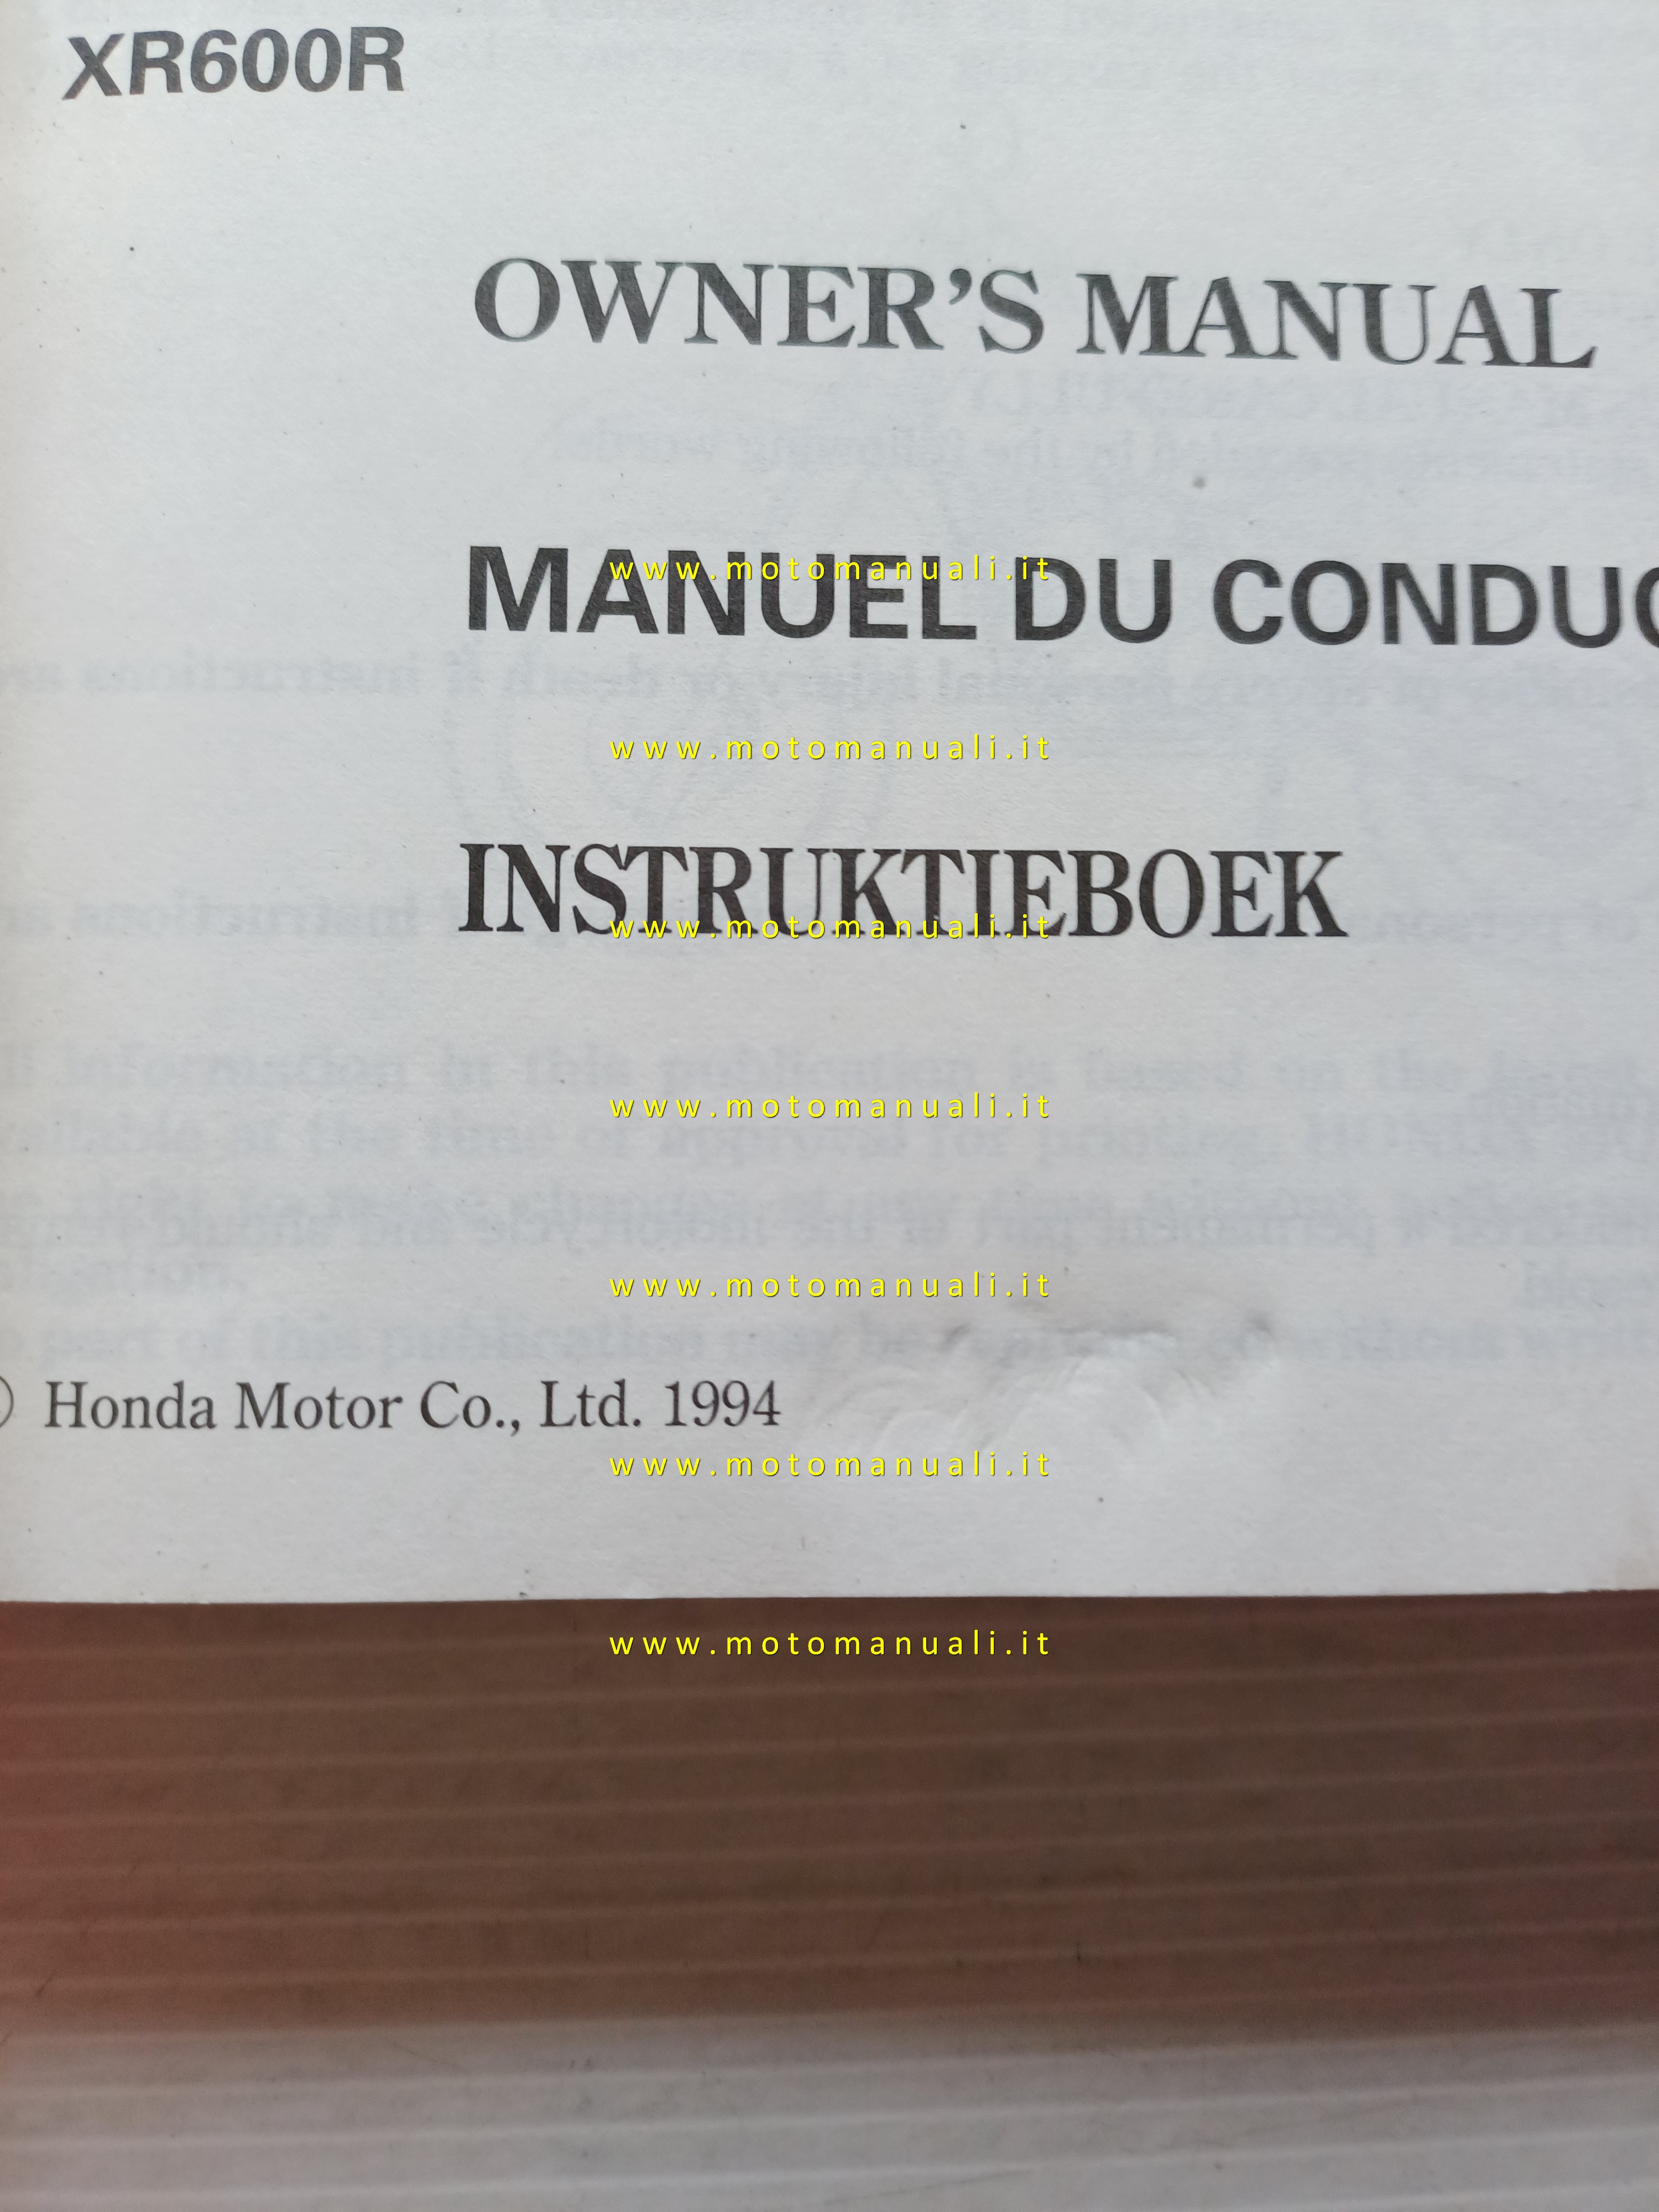 XR600R
OWNER'S MANUAL
MANUEL DU CONDUC
www.motomanuali.it
www.motomanuali.it
INSTRUKTIEBOEK
www.motomanuali.it
www.motomanuali.it
www.motomanuali.it
Honda Motor Co., Ltd. 1994
www.motomanuali.it
www.motomanuali.it